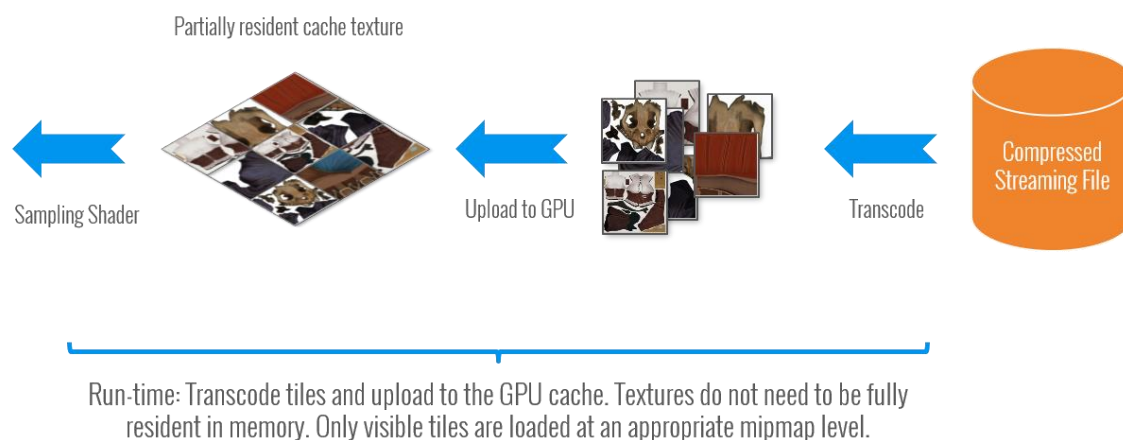 Partially resident cache texture
Sampling Shader
Upload to GPU
Transcode
Compressed
Streaming File
Run-time: Transcode tiles and upload to the GPU cache. Textures do not need to be fully
resident in memory. Only visible tiles are loaded at an appropriate mipmap level.